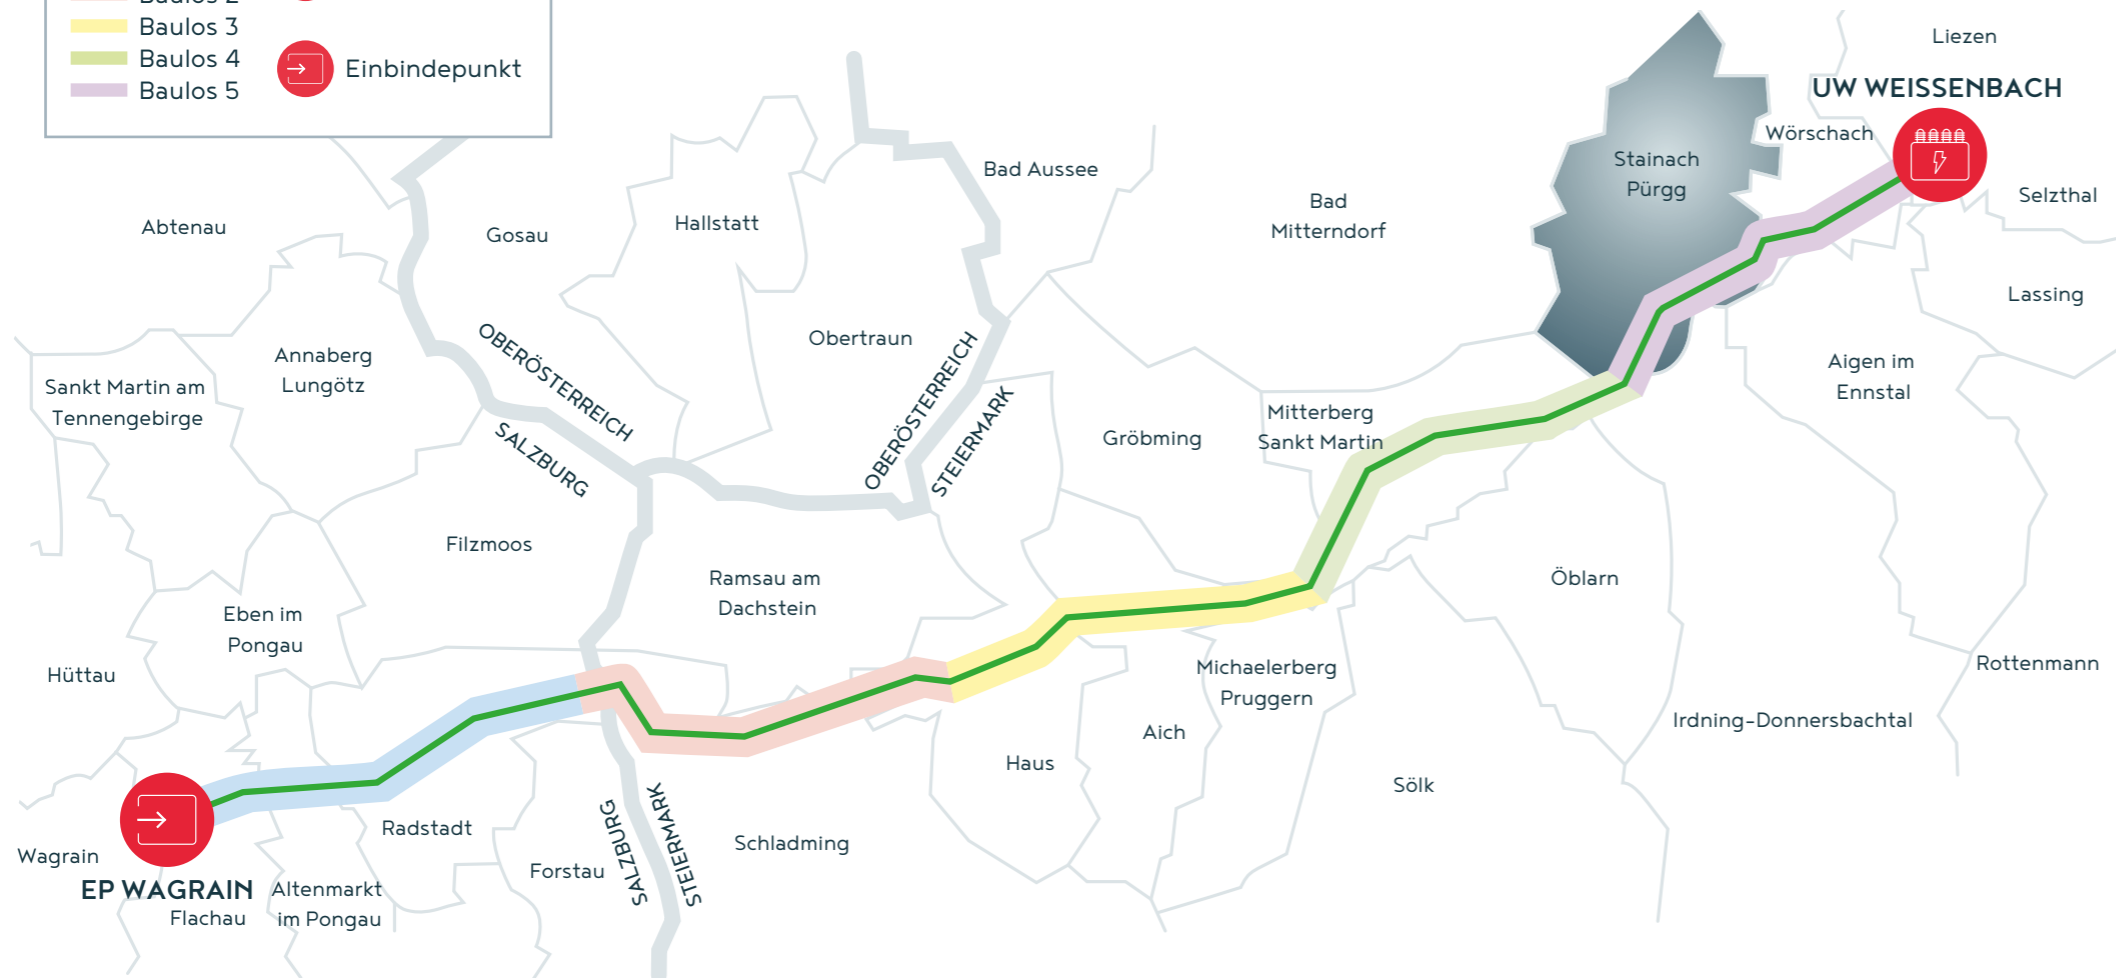 Baulos 2
Baulos 3
Baulos 4
Baulos 5
Einbindepunkt
Liezen
UW WEISSENBACH
Wörschach
Stainach
Pürgg
Selzthal
Bad Aussee
Bad
Mitterndorf
Abtenau
Gosau
Hallstatt
Lassing
Obertraun
OBERÖSTERREICH
SALZBURG
OBERÖSTERREICH
STEIERMARK
Annaberg
Lungötz
Sankt Martin am
Tennengebirge
Aigen im
Ennstal
Gröbming
Mitterberg
Sankt Martin
Filzmoos
Ramsau am
Dachstein
Öblarn
Eben im
Pongau
Hüttau
Michaelerberg
Pruggern
Rottenmann
Irdning-Donnersbachtal
Aich
Haus
Sölk
Radstadt
SALZBURG
STEIERMARK
Schladming
Wagrain
Forstau
EP WAGRAIN
Flachau
Altenmarkt
im Pongau